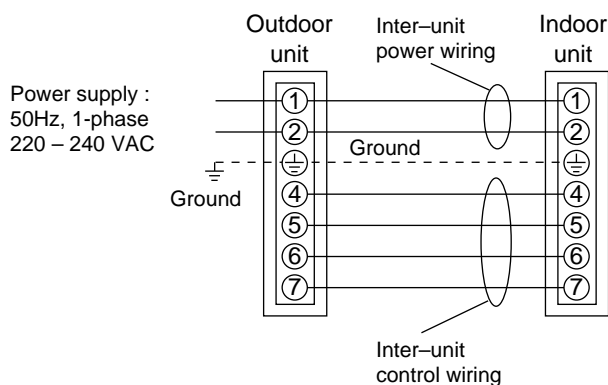 Outdoor
unit
Inter–unit
power wiring
Indoor
unit
Power supply :
50Hz, 1-phase
220 – 240 VAC
1
1
2
2
Ground
Ground
4
4
5
5
6
6
7
7
Inter–unit
control wiring